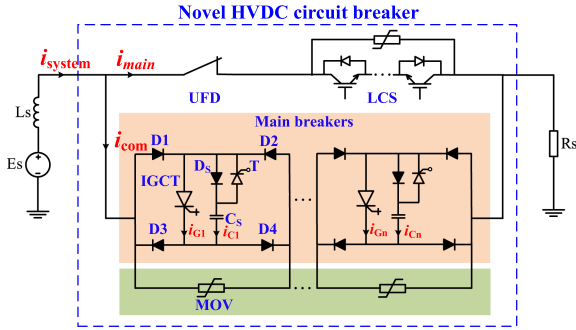 Novel HVDC circuit breaker
isystem
imain
UFD
LCS
Ls
Es
Rs
icom
Main breakers
D1
D2
DS
T
IGCT
CS
D3
iG1
iC1
D4
iGn
iCn
MOV